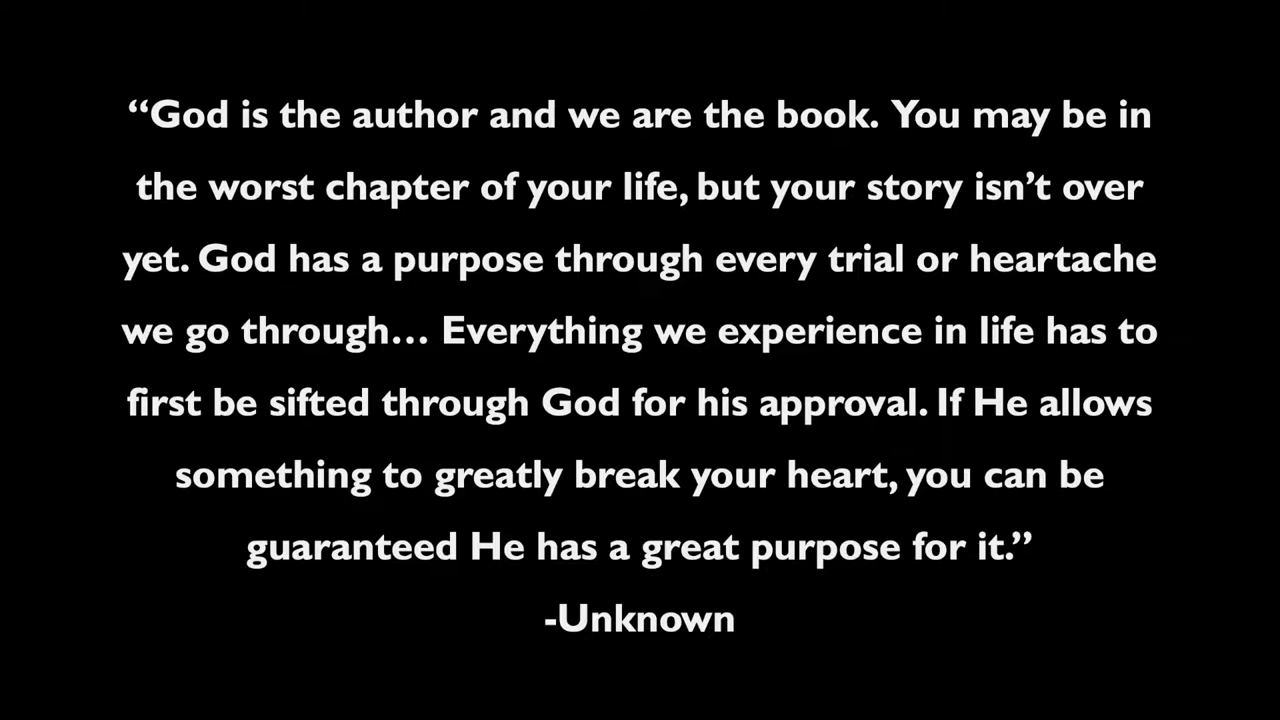 “God is the author and we are the book. You may be in
the worst chapter of your life, but your story isn’t over
yet. God has a purpose through every trial or heartache
we go through... Everything we experience in life has to
first be sifted through God for his approval. If He allows
something to greatly break your heart, you can be
guaranteed He has a great purpose for it.”
-Unknown